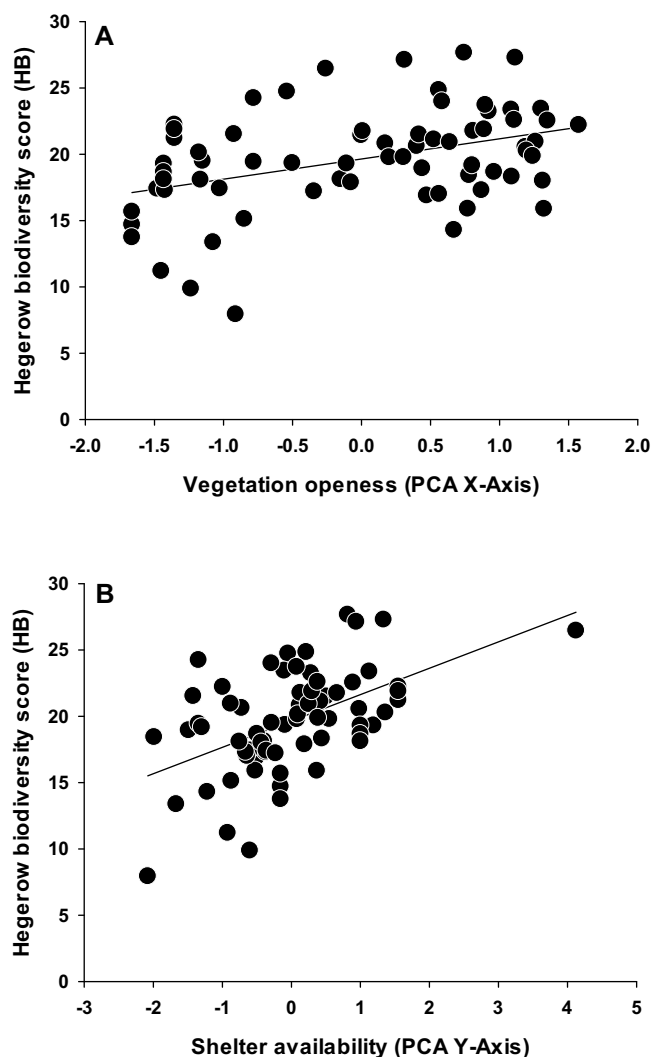 A
Hegerow biodiversity score (HB)
30
25
20
15
10
5
0
-2.0 -1.5 -1.0 -0.5 0.0 0.5 1.0 1.5 2.0
Vegetation openess (PCA X-Axis)
B
Hegerow biodiversity score (HB)
30
25
20
15
10
5
0
-3 -2 -1 0 1 2 3 4 5
Shelter availability (PCA Y-Axis)